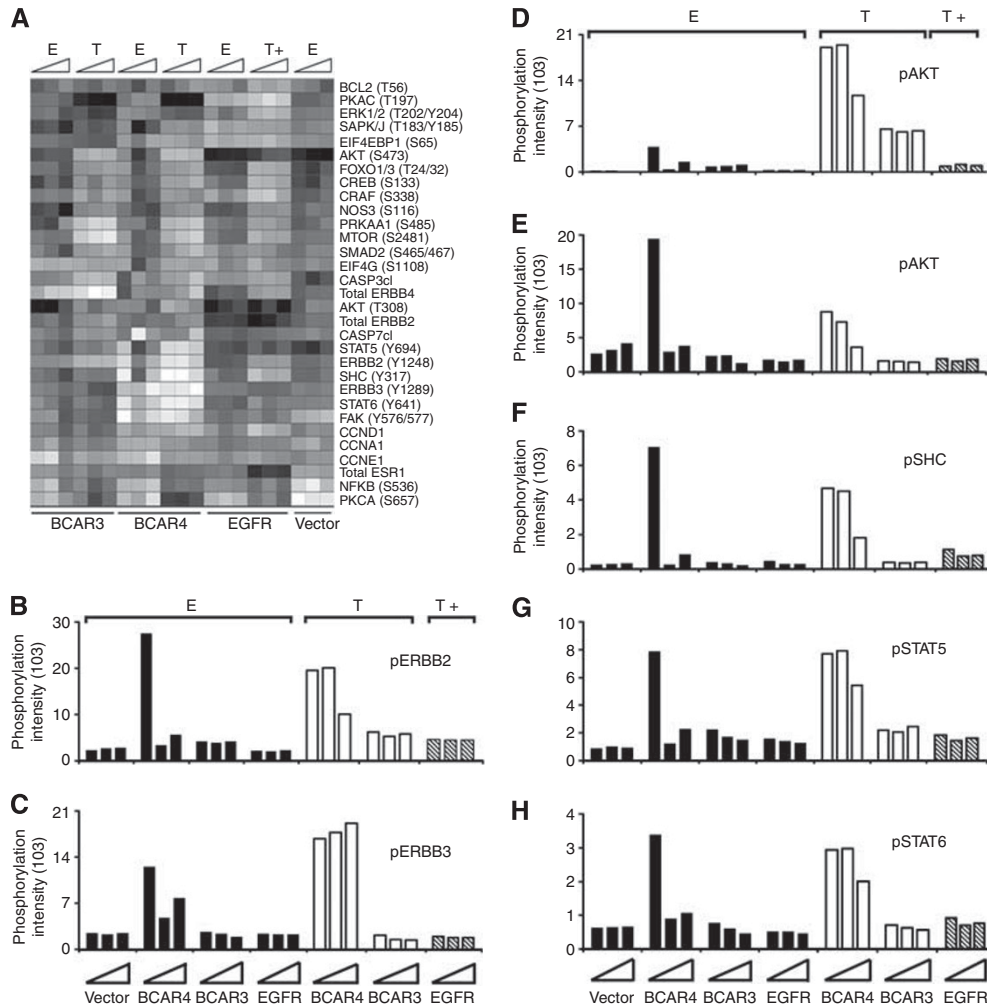 A
E T E T E T+ E
BCL2 (T56)
PKAC (T197)
ERK1/2 (T202/Y204)
SAPK/J (T183/Y185)
EIF4EBP1 (S65)
AKT (S473)
FOXO1/3 (T24/32)
CREB (S133)
CRAF (S338)
NOS3 (S116)
PRKAA1 (S485)
MTOR (S2481)
SMAD2 (S465/467)
EIF4G (S1108)
CASP3cl
Total ERBB4
AKT (T308)
Total ERBB2
CASP7cl
STAT5 (Y694)
ERBB2 (Y1248)
SHC (Y317)
ERBB3 (Y1289)
STAT6 (Y641)
FAK (Y576/577)
CCND1
CCNA1
CCNE1
Total ESR1
NFKB (S536)
PKCA (S657)
BCAR3 BCAR4 EGFR Vector
B
E T T +
pERBB2
Phosphorylation
intensity (103)
30
20
10
0
C
pERBB3
Phosphorylation
intensity (103)
21
14
7
0
Vector BCAR4 BCAR3 EGFR BCAR4 BCAR3 EGFR
D
E T T +
pAKT
Phosphorylation
intensity (103)
21
14
7
0
E
pAKT
Phosphorylation
intensity (103)
20
15
10
5
0
F
pSHC
Phosphorylation
intensity (103)
8
6
4
2
0
G
pSTAT5
Phosphorylation
intensity (103)
10
8
6
4
2
0
H
pSTAT6
Phosphorylation
intensity (103)
4
3
2
1
0
Vector BCAR4 BCAR3 EGFR BCAR4 BCAR3 EGFR